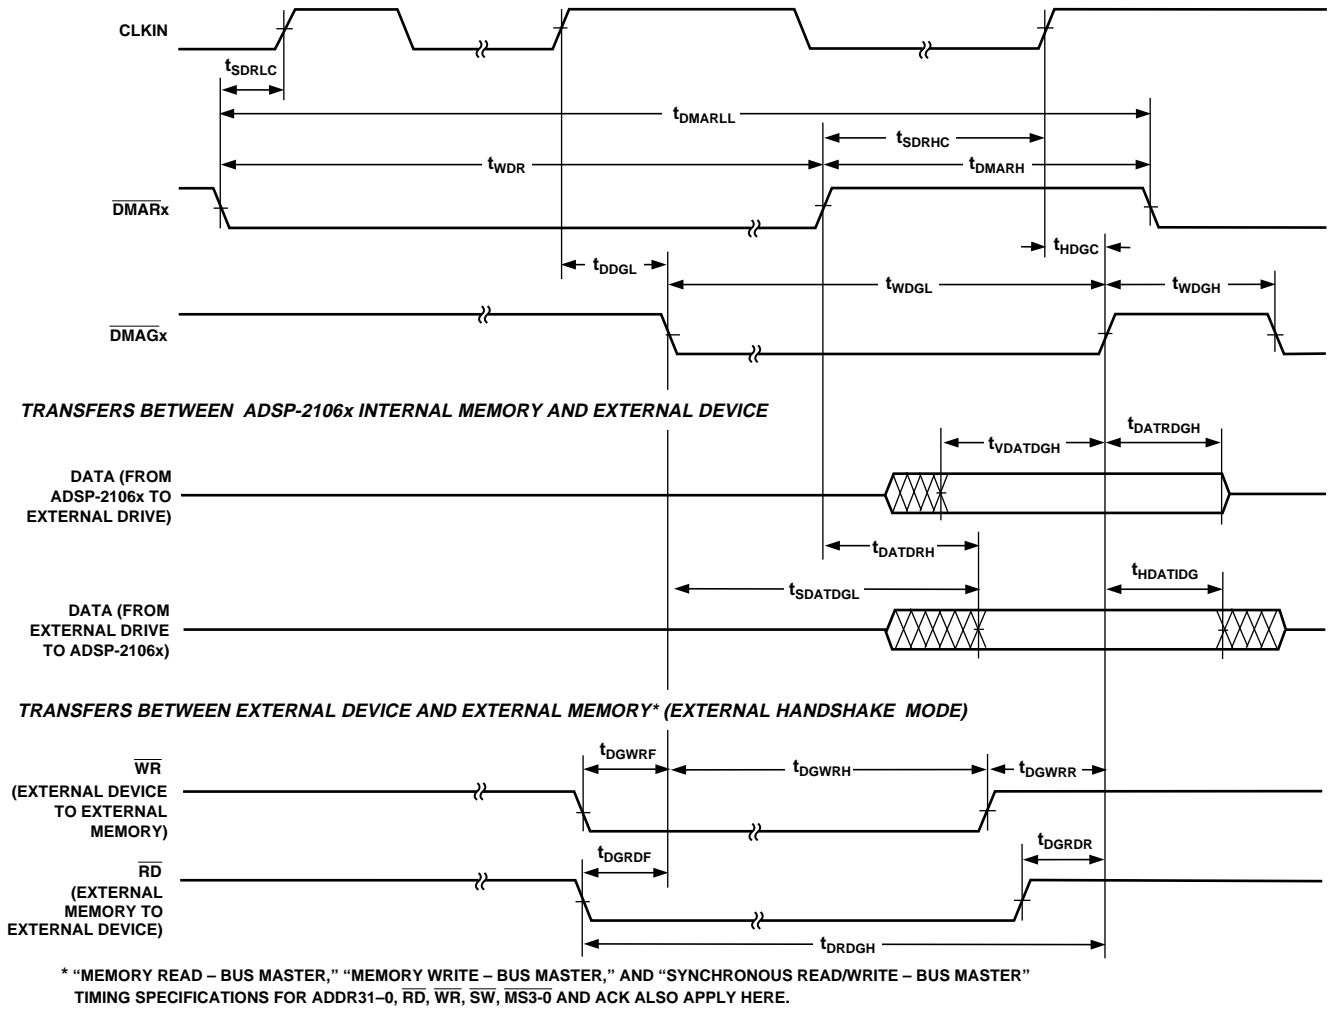 CLKIN
tSDRLC
tDMARLL
tSDRHC
tWDR
tDMARH
DMARx
tHDGC
tDDGL
tWDGL
tWDGH
DMAGx
TRANSFERS BETWEEN ADSP-2106x INTERNAL MEMORY AND EXTERNAL DEVICE
tDATRDGH
tVDATDGH
DATA (FROM
ADSP-2106x TO
EXTERNAL DRIVE)
tDATDRH
tHDATIDG
tSDATDGL
DATA (FROM
EXTERNAL DRIVE
TO ADSP-2106x)
TRANSFERS BETWEEN EXTERNAL DEVICE AND EXTERNAL MEMORY* (EXTERNAL HANDSHAKE MODE)
tDGWRF
tDGWRH
tDGWRR
WR
(EXTERNAL DEVICE
TO EXTERNAL
MEMORY)
tDGRDR
tDGRDF
RD
(EXTERNAL
MEMORY TO
EXTERNAL DEVICE)
tDRDGH
* “MEMORY READ – BUS MASTER,” “MEMORY WRITE – BUS MASTER,” AND “SYNCHRONOUS READ/WRITE – BUS MASTER”
TIMING SPECIFICATIONS FOR ADDR31–0, RD, WR, SW, MS3-0 AND ACK ALSO APPLY HERE.